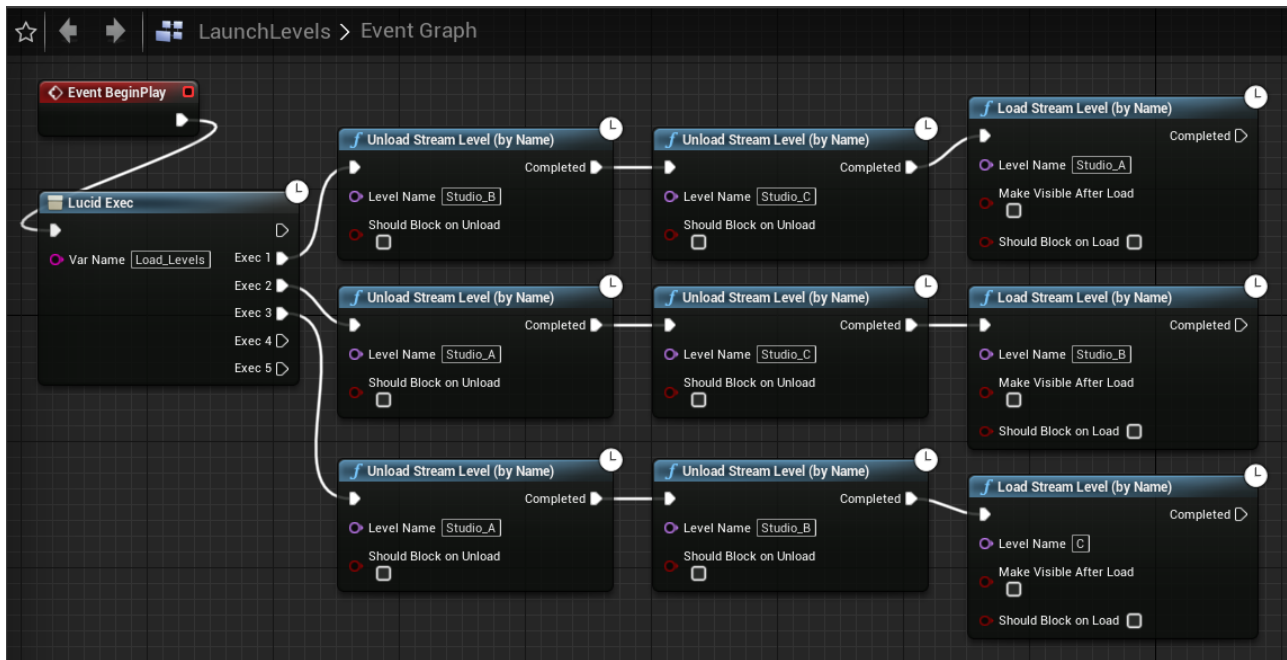 LaunchLevels > Event Graph
Event BeginPlay
Lucid Exec
Var Name Load_Levels
Exec 1
Exec 2
Exec 3
Exec 4
Exec 5
Unload Stream Level (by Name)
Completed
Level Name Studio_B
Should Block on Unload
Unload Stream Level (by Name)
Completed
Level Name Studio_C
Should Block on Unload
Load Stream Level (by Name)
Completed
Level Name Studio_A
Make Visible After Load
Should Block on Load
Unload Stream Level (by Name)
Completed
Level Name Studio_A
Should Block on Unload
Unload Stream Level (by Name)
Completed
Level Name Studio_C
Should Block on Unload
Load Stream Level (by Name)
Completed
Level Name Studio_B
Make Visible After Load
Should Block on Load
Unload Stream Level (by Name)
Completed
Level Name Studio_A
Should Block on Unload
Unload Stream Level (by Name)
Completed
Level Name Studio_B
Should Block on Unload
Load Stream Level (by Name)
Completed
Level Name C
Make Visible After Load
Should Block on Load